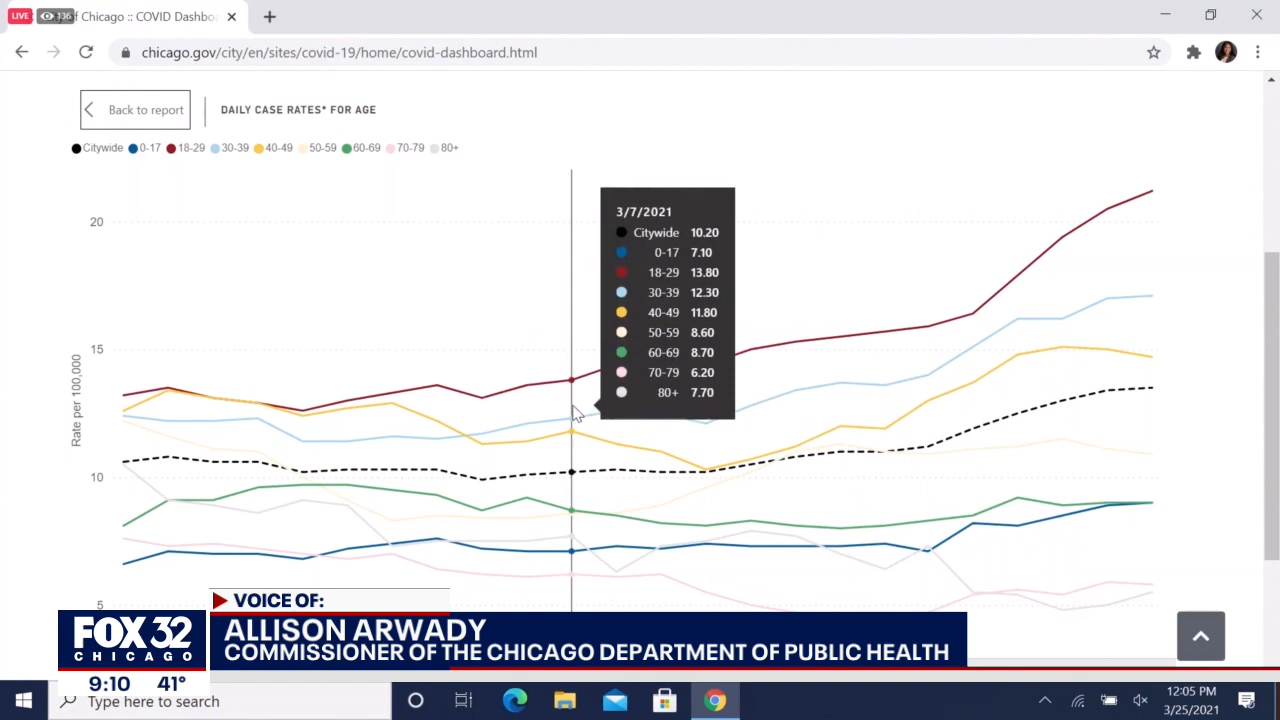 LIVE 136 of Chicago :: COVID Dashbo
chicago.gov/city/en/sites/covid-19/home/covid-dashboard.html
Back to report DAILY CASE RATES* FOR AGE
Citywide 0-17 18-29 30-39 40-49 50-59 60-69 70-79 80+
20
15
10
5
Rate per 100,000
3/7/2021
Citywide 10.20
0-17 7.10
18-29 13.80
30-39 12.30
40-49 11.80
50-59 8.60
60-69 8.70
70-79 6.20
80+ 7.70
VOICE OF:
ALLISON ARWADY
COMMISSIONER OF THE CHICAGO DEPARTMENT OF PUBLIC HEALTH
FOX 32
CHICAGO
9:10 41°
Type here to search
12:05 PM
3/25/2021